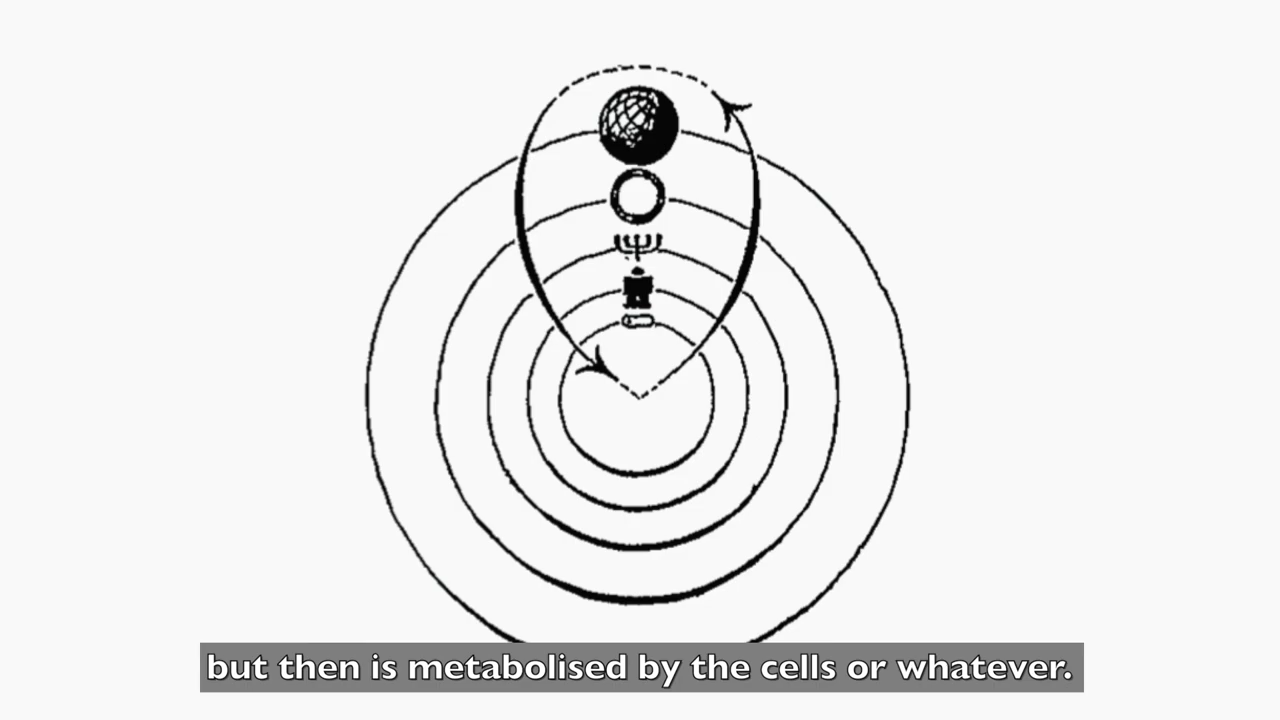 but then is metabolised by the cells or whatever.